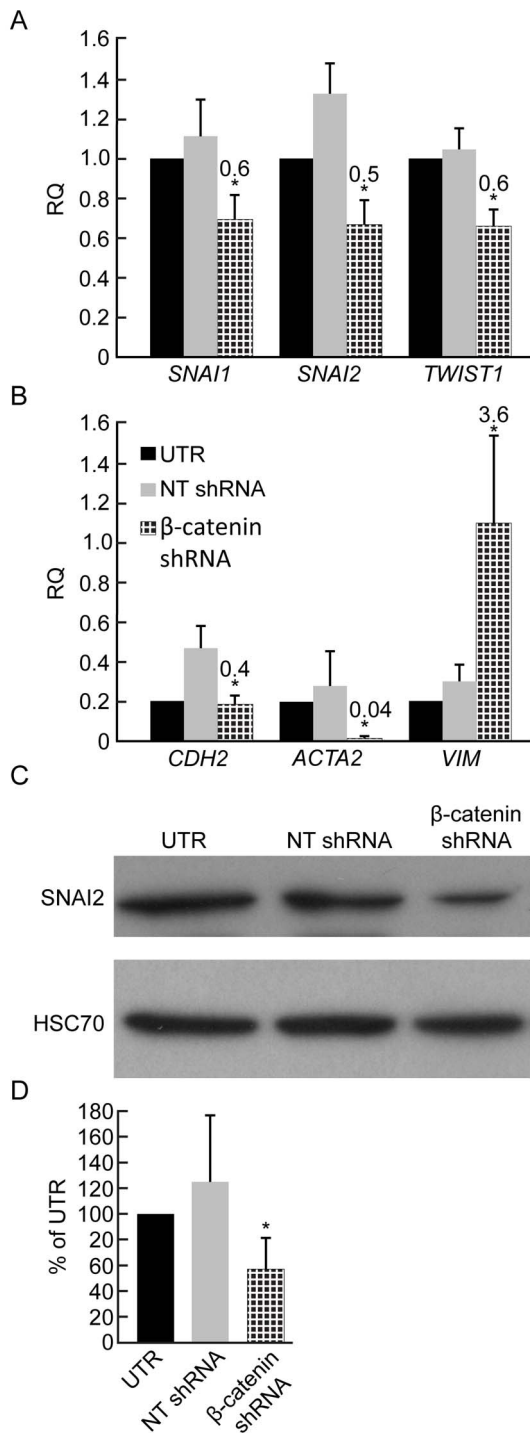 A
1.6
1.4
1.2
1.0
0.8
0.6
0.4
0.2
0
RQ
0.6
*
0.5
*
0.6
*
SNAI1 SNAI2 TWIST1
B
1.6
1.4
1.2
1.0
0.8
0.6
0.4
0.2
0
RQ
UTR
NT shRNA
β-catenin
shRNA
0.4
*
0.04
*
3.6
*
CDH2 ACTA2 VIM
C
UTR NT shRNA β-catenin
shRNA
SNAI2
HSC70
D
180
160
140
120
100
20
60
40
20
0
% of UTR
*
UTR
NT shRNA
β-catenin
shRNA